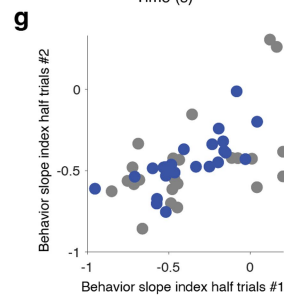 Time (s)
g
Behavior slope index half trials #2
0
-0.5
-1
-1
-0.5
0
Behavior slope index half trials #1